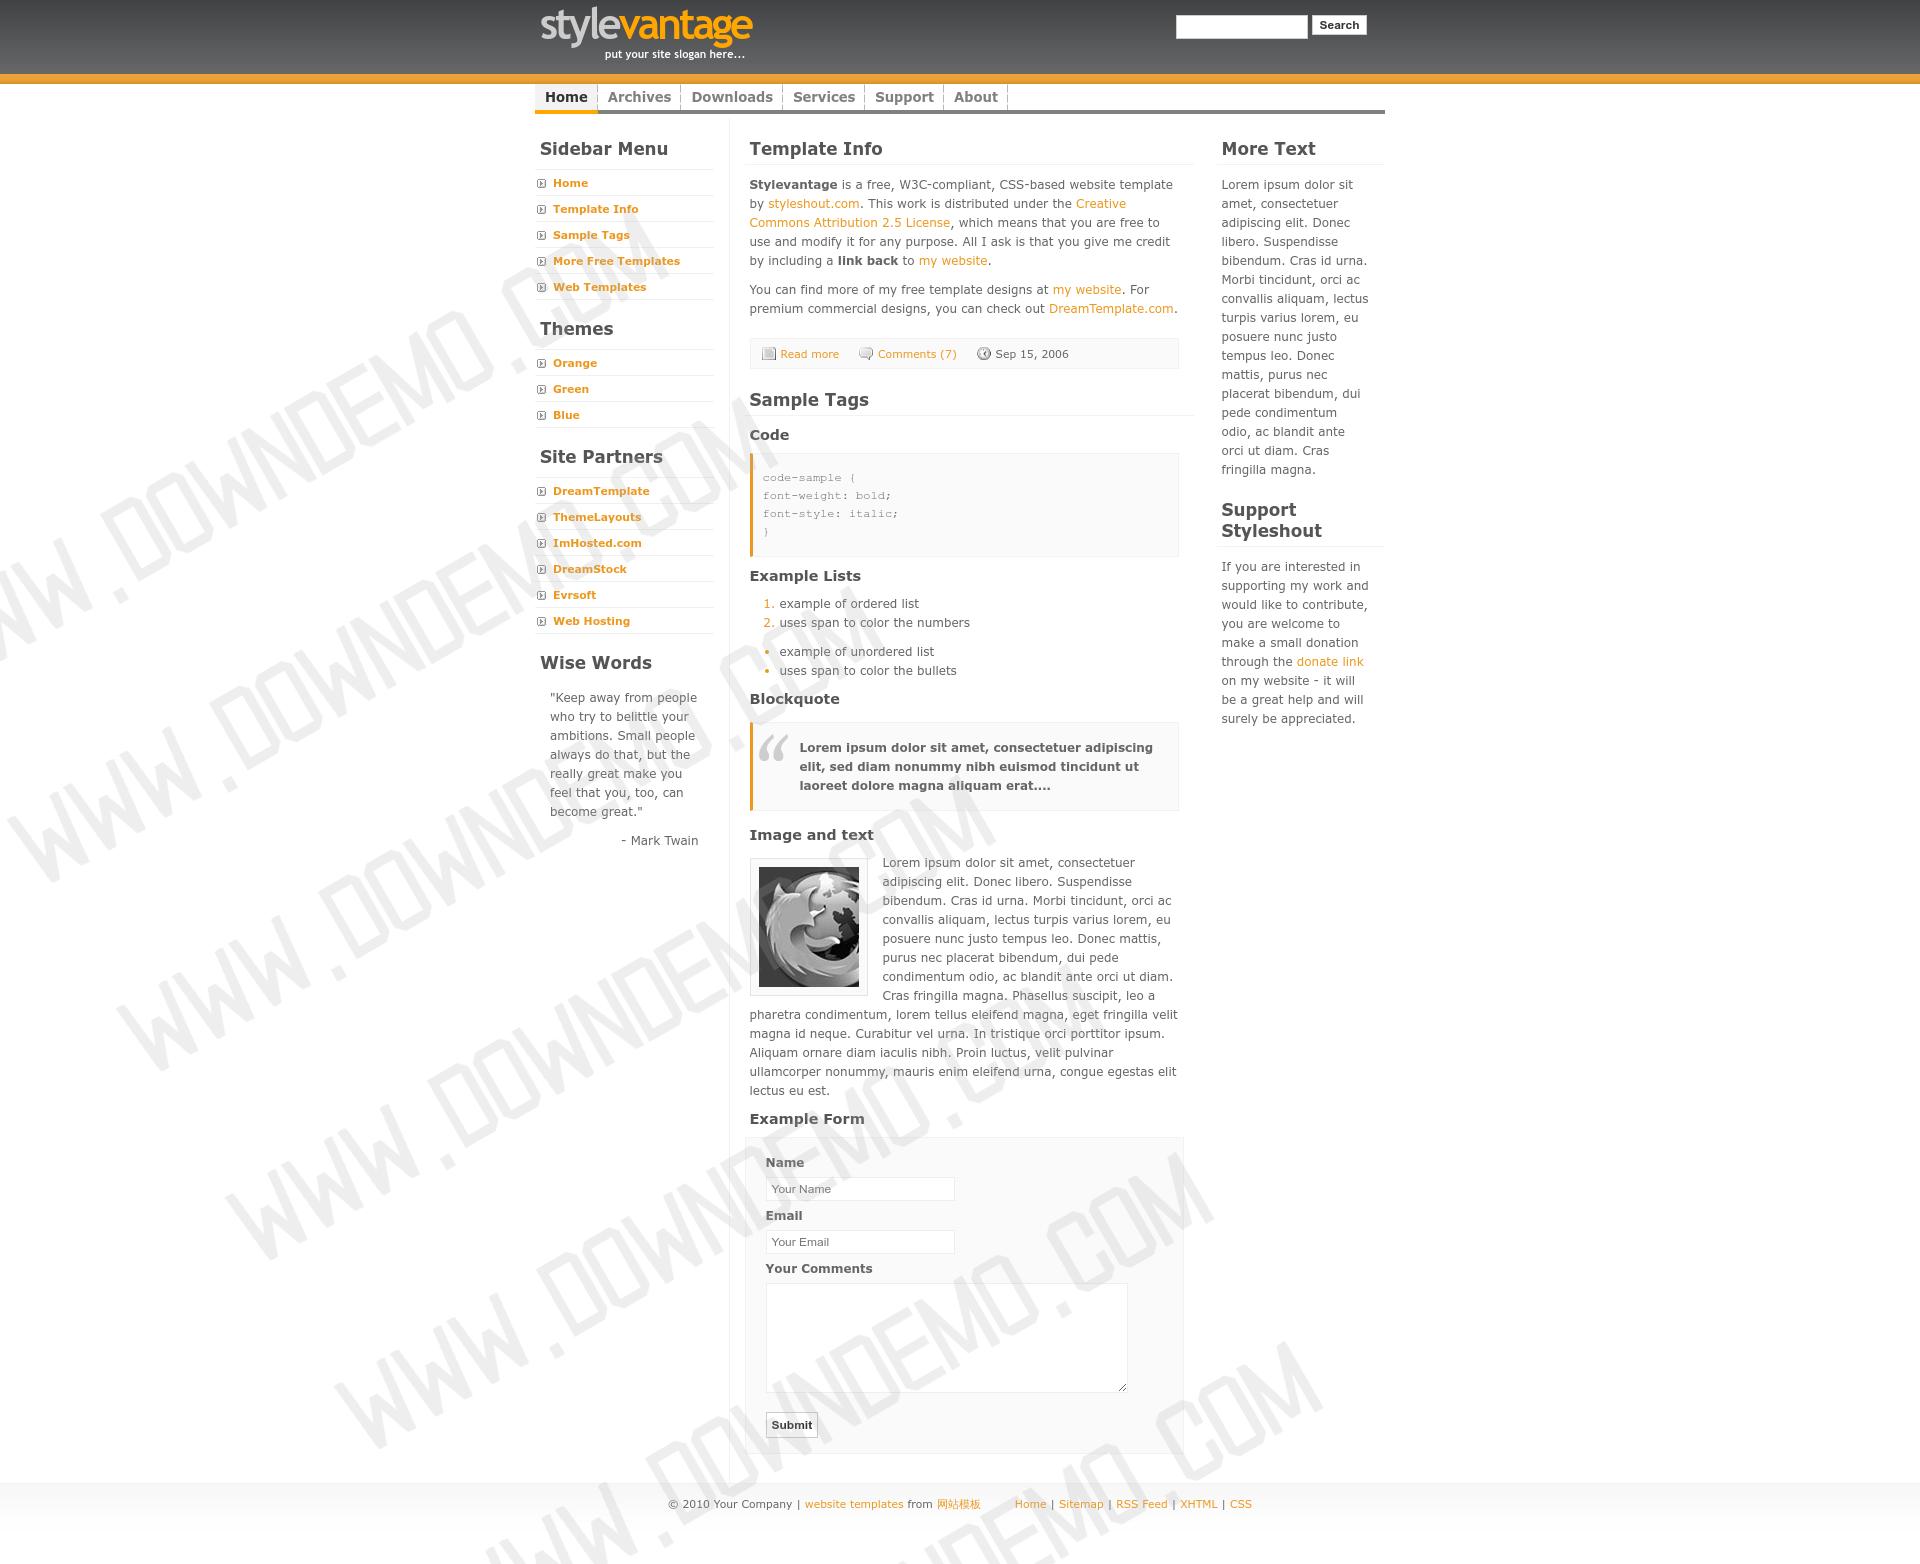 stylevantage
put your site slogan here...
Search
Home
Archives
Downloads
Services
Support
About
Sidebar Menu
Home
Template Info
Sample Tags
More Free Templates
Web Templates
Themes
Orange
Green
Blue
Site Partners
DreamTemplate
ThemeLayouts
ImHosted.com
DreamStock
Evrsoft
Web Hosting
Wise Words
"Keep away from people
who try to belittle your
ambitions. Small people
always do that, but the
really great make you
feel that you, too, can
become great."
- Mark Twain
Template Info
Stylevantage is a free, W3C-compliant, CSS-based website template
by styleshout.com. This work is distributed under the Creative
Commons Attribution 2.5 License, which means that you are free to
use and modify it for any purpose. All I ask is that you give me credit
by including a link back to my website.
You can find more of my free template designs at my website. For
premium commercial designs, you can check out DreamTemplate.com.
Read more
Comments (7)
Sep 15, 2006
Sample Tags
Code
code-sample {
font-weight: bold;
font-style: italic;
}
Example Lists
1. example of ordered list
2. uses span to color the numbers
• example of unordered list
• uses span to color the bullets
Blockquote
“ Lorem ipsum dolor sit amet, consectetuer adipiscing
elit, sed diam nonummy nibh euismod tincidunt ut
laoreet dolore magna aliquam erat....
Image and text
Lorem ipsum dolor sit amet, consectetuer
adipiscing elit. Donec libero. Suspendisse
bibendum. Cras id urna. Morbi tincidunt, orci ac
convallis aliquam, lectus turpis varius lorem, eu
posuere nunc justo tempus leo. Donec mattis,
purus nec placerat bibendum, dui pede
condimentum odio, ac blandit ante orci ut diam.
Cras fringilla magna. Phasellus suscipit, leo a
pharetra condimentum, lorem tellus eleifend magna, eget fringilla velit
magna id neque. Curabitur vel urna. In tristique orci porttitor ipsum.
Aliquam ornare diam iaculis nibh. Proin luctus, velit pulvinar
ullamcorper nonummy, mauris enim eleifend urna, congue egestas elit
lectus eu est.
Example Form
Name
Your Name
Email
Your Email
Your Comments
Submit
More Text
Lorem ipsum dolor sit
amet, consectetuer
adipiscing elit. Donec
libero. Suspendisse
bibendum. Cras id urna.
Morbi tincidunt, orci ac
convallis aliquam, lectus
turpis varius lorem, eu
posuere nunc justo
tempus leo. Donec
mattis, purus nec
placerat bibendum, dui
pede condimentum
odio, ac blandit ante
orci ut diam. Cras
fringilla magna.
Support
Styleshout
If you are interested in
supporting my work and
would like to contribute,
you are welcome to
make a small donation
through the donate link
on my website - it will
be a great help and will
surely be appreciated.
© 2010 Your Company | website templates from 网站模板
Home | Sitemap | RSS Feed | XHTML | CSS
WWW.DOWNDEMO.COM
WWW.DOWNDEMO.COM
WWW.DOWNDEMO.COM
WWW.DOWNDEMO.COM
WWW.DOWNDEMO.COM
WWW.DOWNDEMO.COM